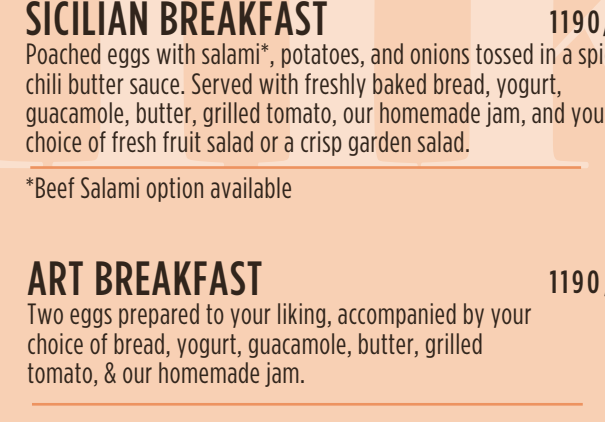 SICILIAN BREAKFAST 1190
Poached eggs with salami*, potatoes, and onions tossed in a
chili butter sauce. Served with freshly baked bread, yogurt,
guacamole, butter, grilled tomato, our homemade jam, and
choice of fresh fruit salad or a crisp garden salad.
*Beef Salami option available
ART BREAKFAST 1190
Two eggs prepared to your liking, accompanied by your
choice of bread, yogurt, guacamole, butter, grilled
tomato, & our homemade jam.